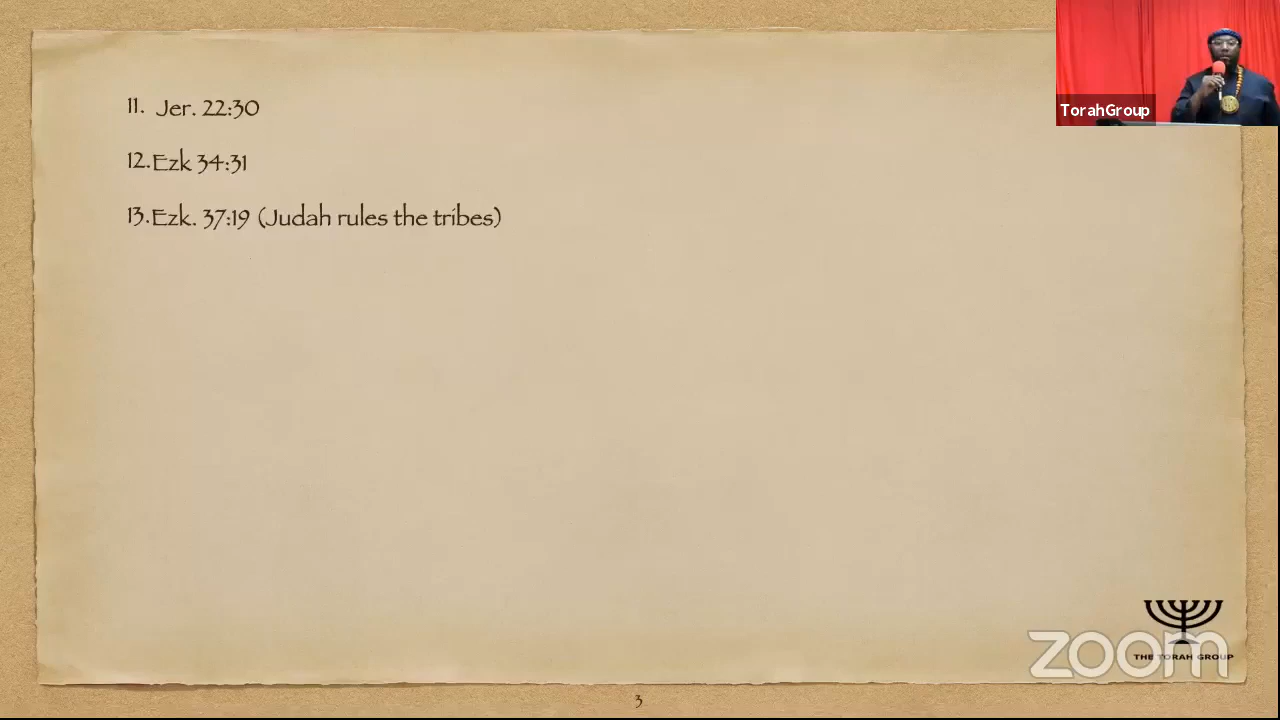 TorahGroup
11. Jer. 22:30
12. Ezk 34:31
13. Ezk. 37:19 (Judah rules the tribes)
zoom
THE TORAH GROUP
3